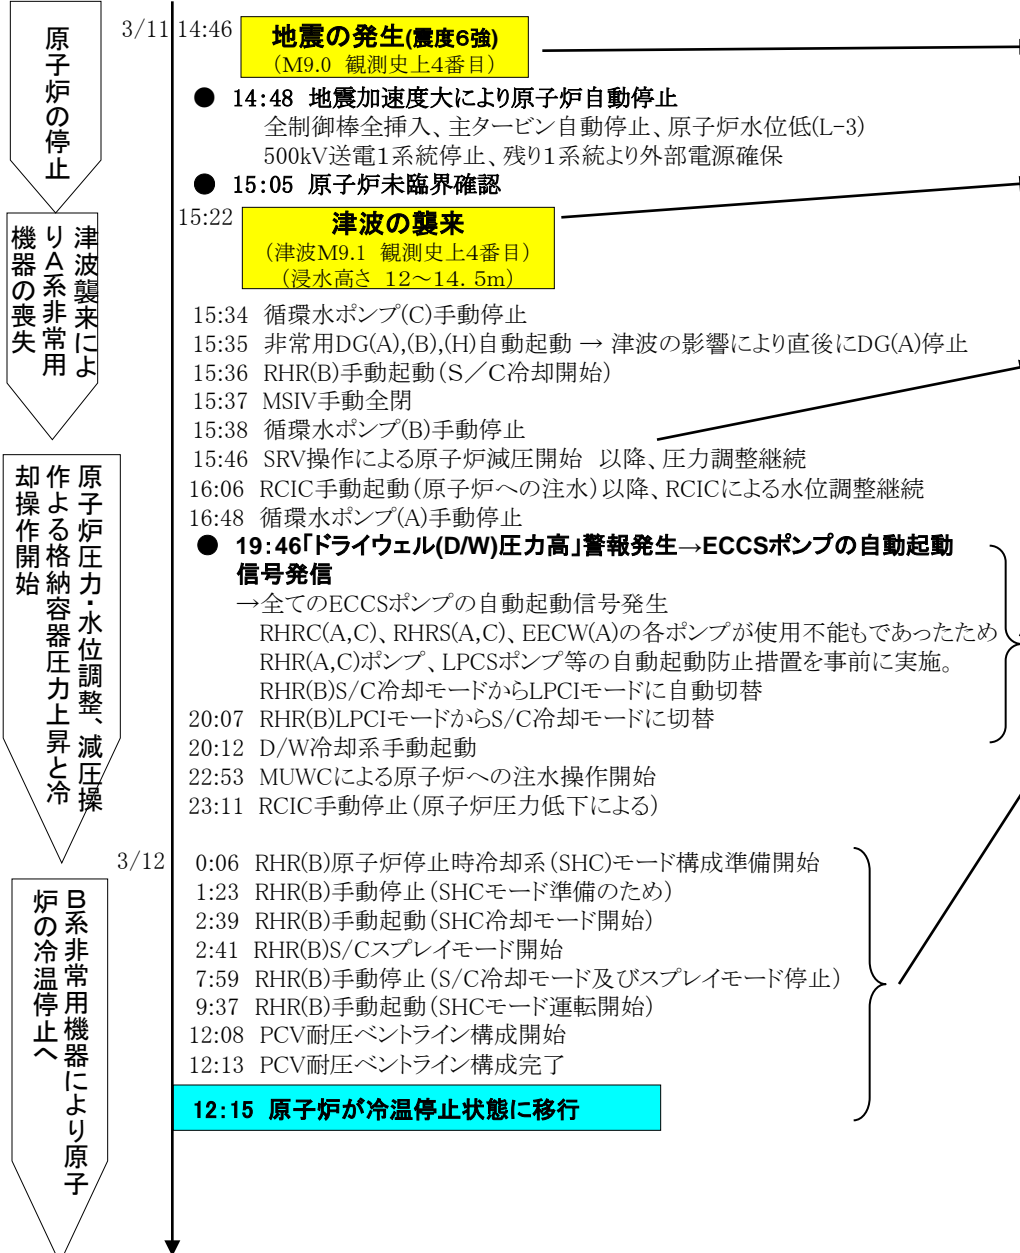 原子炉の停止
3/11 14:46
地震の発生(震度6強)
（M9.0 観測史上4番目）
● 14:48 地震加速度大により原子炉自動停止
全制御棒全挿入、主タービン自動停止、原子炉水位低(L-3)
500kV送電1系統停止、残り1系統より外部電源確保
● 15:05 原子炉未臨界確認
津波襲来によ
りＡ系非常用
機器の喪失
15:22
津波の襲来
（津波M9.1 観測史上4番目）
（浸水高さ 12～14.5m）
15:34 循環水ポンプ(C)手動停止
15:35 非常用DG(A),(B),(H)自動起動 → 津波の影響により直後にDG(A)停止
15:36 RHR(B)手動起動（Ｓ／Ｃ冷却開始）
15:37 MSIV手動全閉
15:38 循環水ポンプ(B)手動停止
15:46 SRV操作による原子炉減圧開始 以降、圧力調整継続
16:06 RCIC手動起動（原子炉への注水）以降、RCICによる水位調整継続
16:48 循環水ポンプ(A)手動停止
原子炉圧力・水位調整、減圧操
作よる格納容器圧力上昇と冷
却操作開始
● 19:46「ドライウェル(D/W)圧力高」警報発生→ECCSポンプの自動起動
信号発信
→全てのECCSポンプの自動起動信号発生
RHRC(A,C)、RHRS(A,C)、EECW(A)の各ポンプが使用不能もであったため
RHR(A,C)ポンプ、LPCSポンプ等の自動起動防止措置を事前に実施。
RHR(B)S/C冷却モードからLPCIモードに自動切替
20:07 RHR(B)LPCIモードからS/C冷却モードに切替
20:12 D/W冷却系手動起動
22:53 MUWCによる原子炉への注水操作開始
23:11 RCIC手動停止（原子炉圧力低下による）
3/12 0:06 RHR(B)原子炉停止時冷却系（SHC)モード構成準備開始
1:23 RHR(B)手動停止（SHCモード準備のため）
2:39 RHR(B)手動起動（SHC冷却モード開始）
2:41 RHR(B)S/Cスプレイモード開始
7:59 RHR(B)手動停止（S/C冷却モード及びスプレイモード停止）
9:37 RHR(B)手動起動（SHCモード運転開始）
12:08 PCV耐圧ベントライン構成開始
12:13 PCV耐圧ベントライン構成完了
Ｂ系非常用機器により原子
炉の冷温停止へ
12:15 原子炉が冷温停止状態に移行